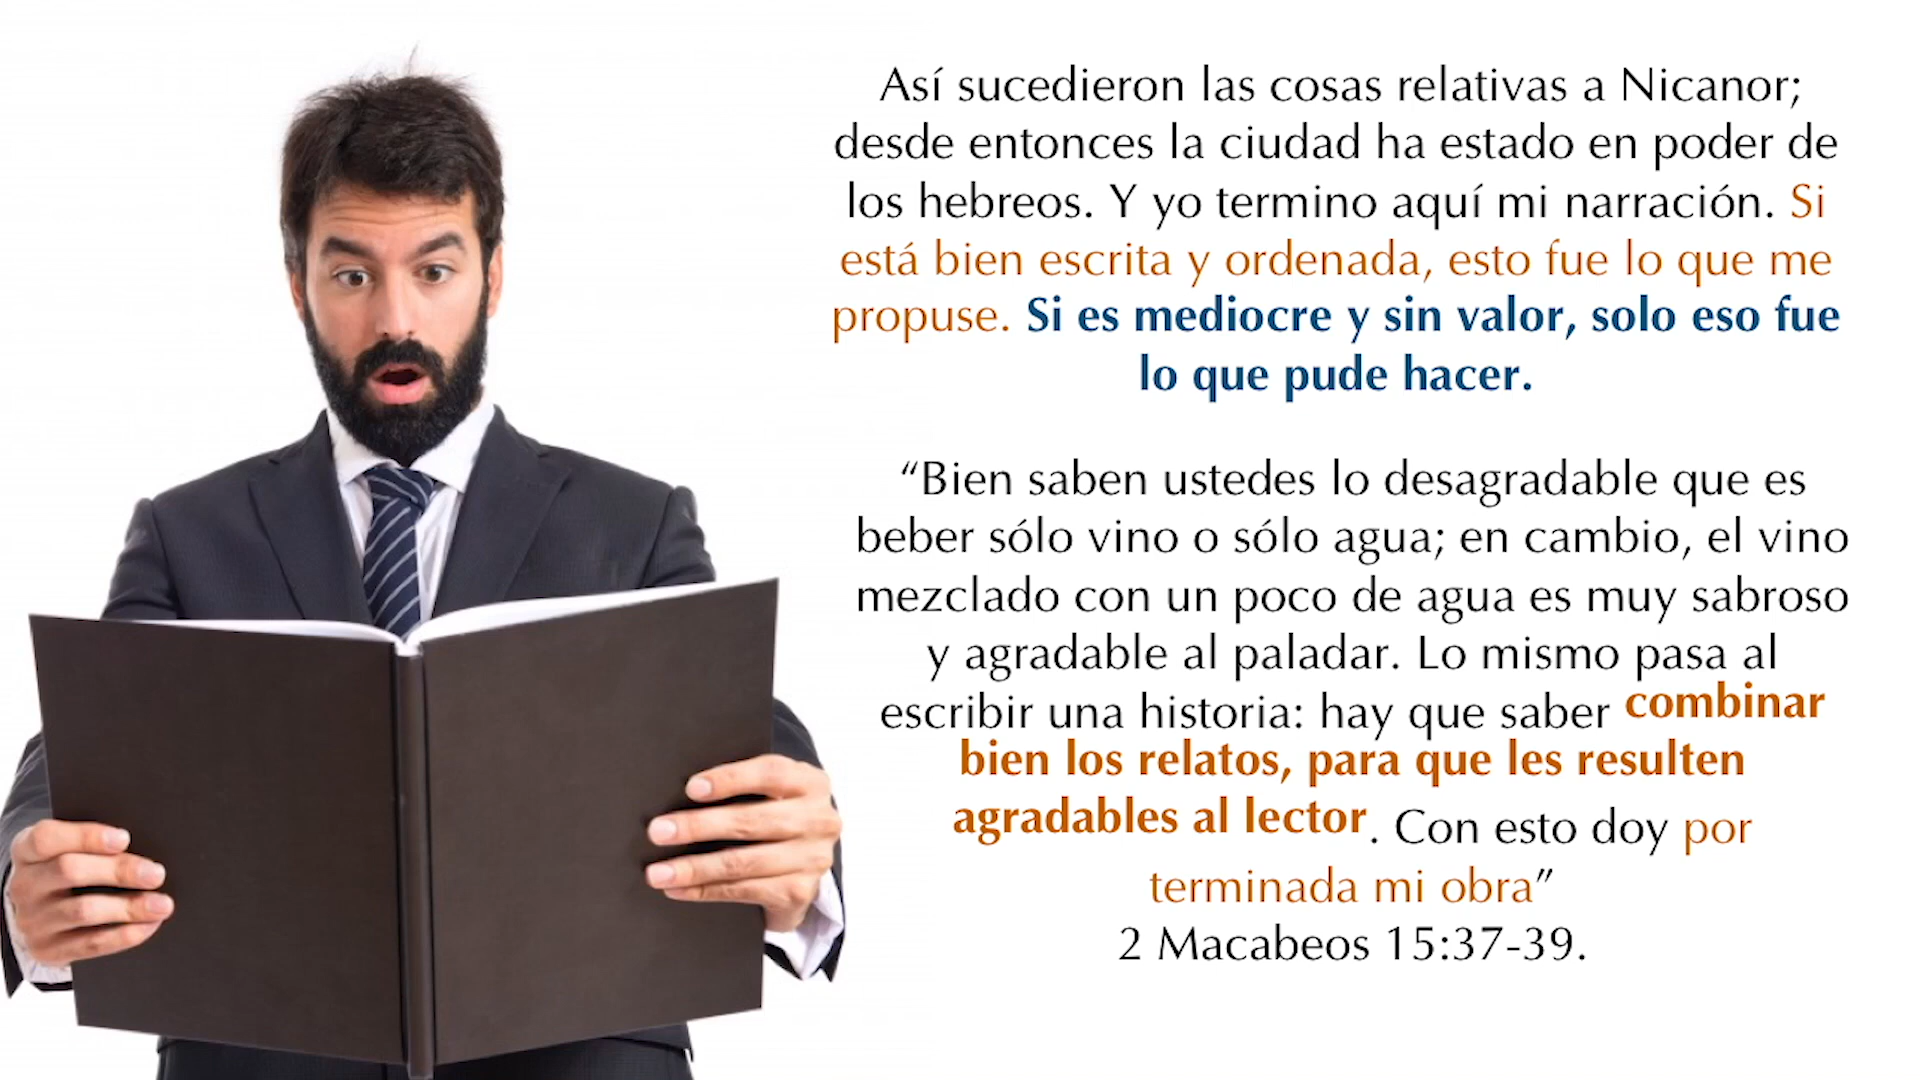 Así sucedieron las cosas relativas a Nicanor;
desde entonces la ciudad ha estado en poder de
los hebreos. Y yo termino aquí mi narración. Si
está bien escrita y ordenada, esto fue lo que me
propuse. Si es mediocre y sin valor, solo eso fue
lo que pude hacer.
“Bien saben ustedes lo desagradable que es
beber sólo vino o sólo agua; en cambio, el vino
mezclado con un poco de agua es muy sabroso
y agradable al paladar. Lo mismo pasa al
escribir una historia: hay que saber combinar
bien los relatos, para que les resulten
agradables al lector. Con esto doy por
terminada mi obra”
2 Macabeos 15:37-39.